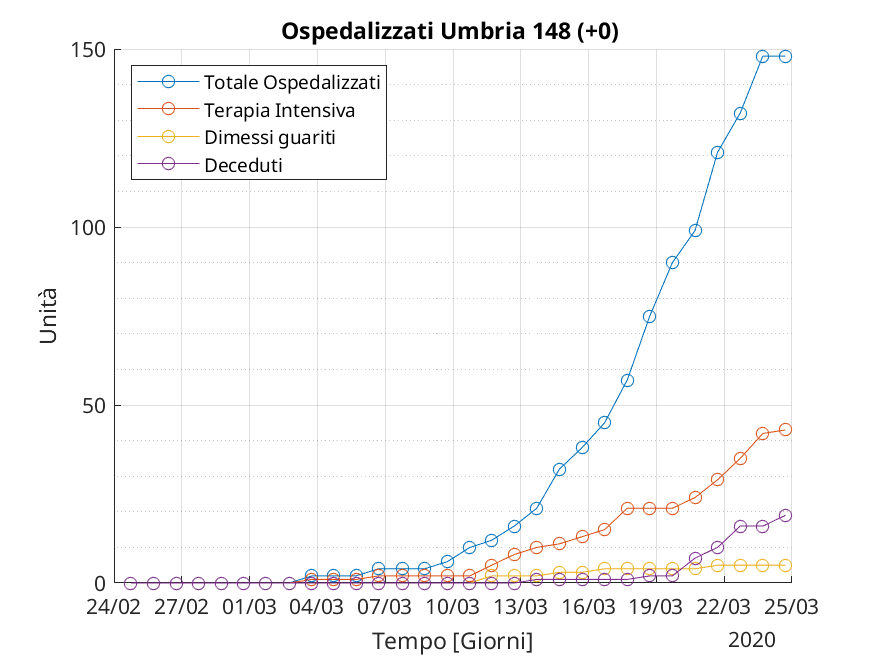 Ospedalizzati Umbria 148 (+0)
150
100
50
0
Unità
Totale Ospedalizzati
Terapia Intensiva
Dimessi guariti
Deceduti
24/02 27/02 01/03 04/03 07/03 10/03 13/03 16/03 19/03 22/03 25/03
Tempo [Giorni]
2020